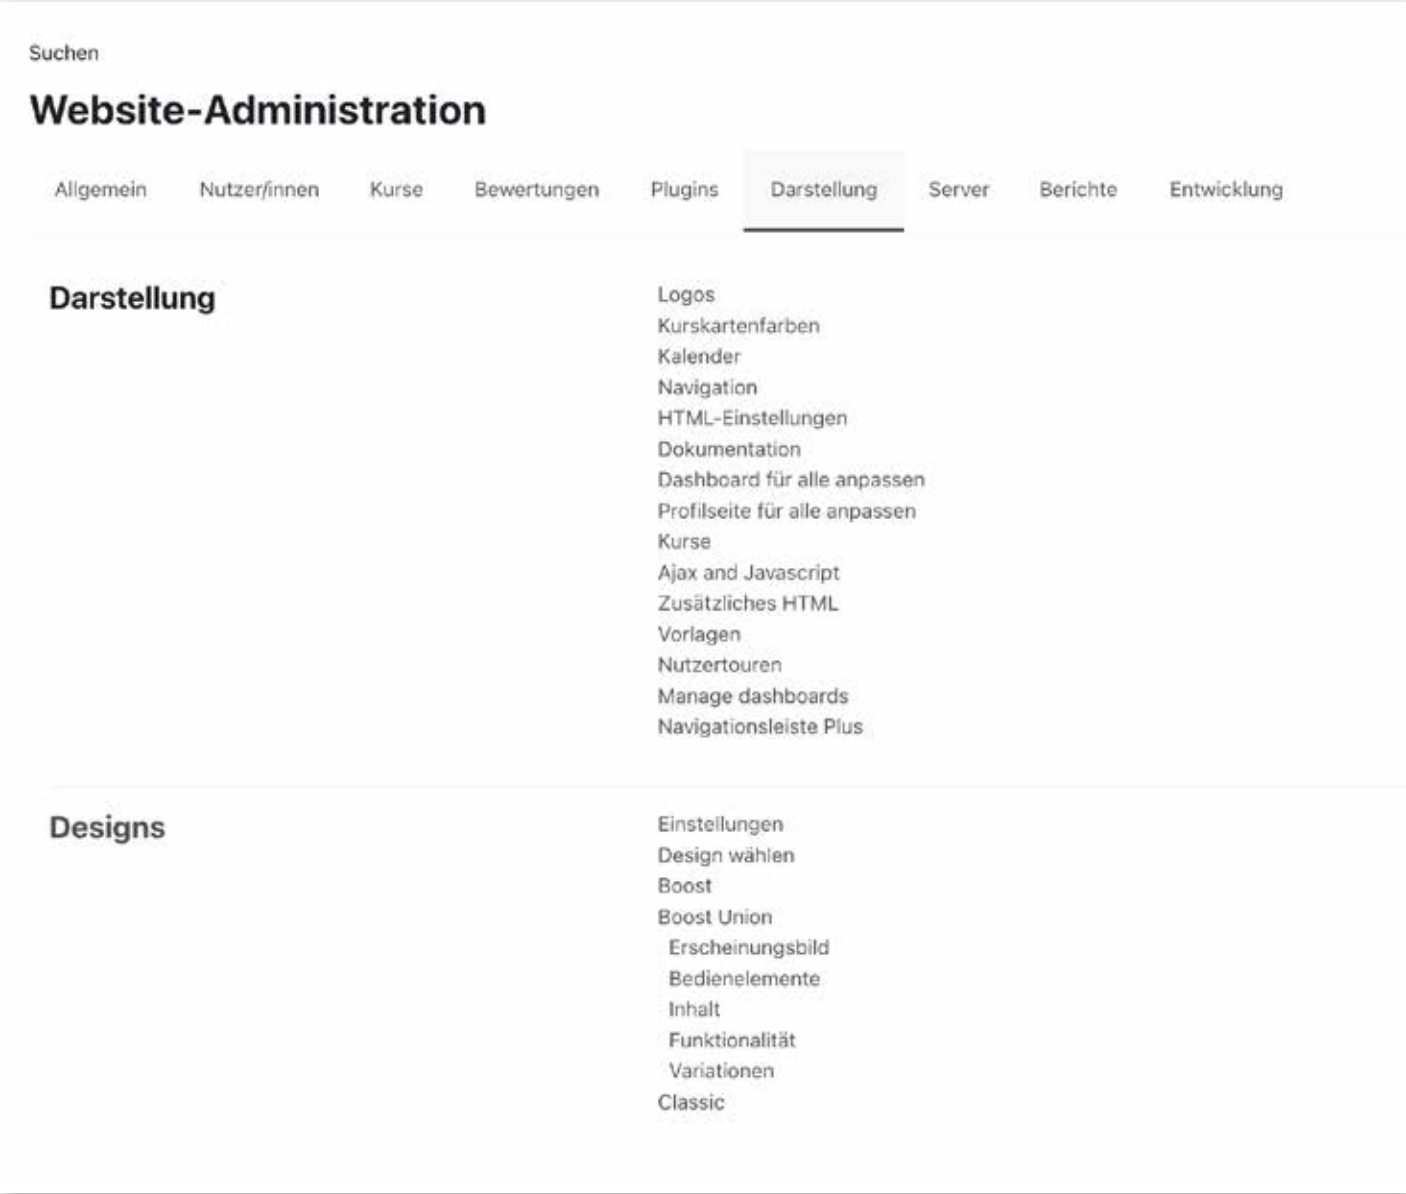 Suchen
Website-Administration
Allgemein Nutzer/innen Kurse Bewertungen Plugins Darstellung Server Berichte Entwicklung
Darstellung
Logos
Kurskartenfarben
Kalender
Navigation
HTML-Einstellungen
Dokumentation
Dashboard für alle anpassen
Profilseite für alle anpassen
Kurse
Ajax and Javascript
Zusätzliches HTML
Vorlagen
Nutzertouren
Manage dashboards
Navigationsleiste Plus
Designs
Einstellungen
Design wählen
Boost
Boost Union
Erscheinungsbild
Bedienelemente
Inhalt
Funktionalität
Variationen
Classic